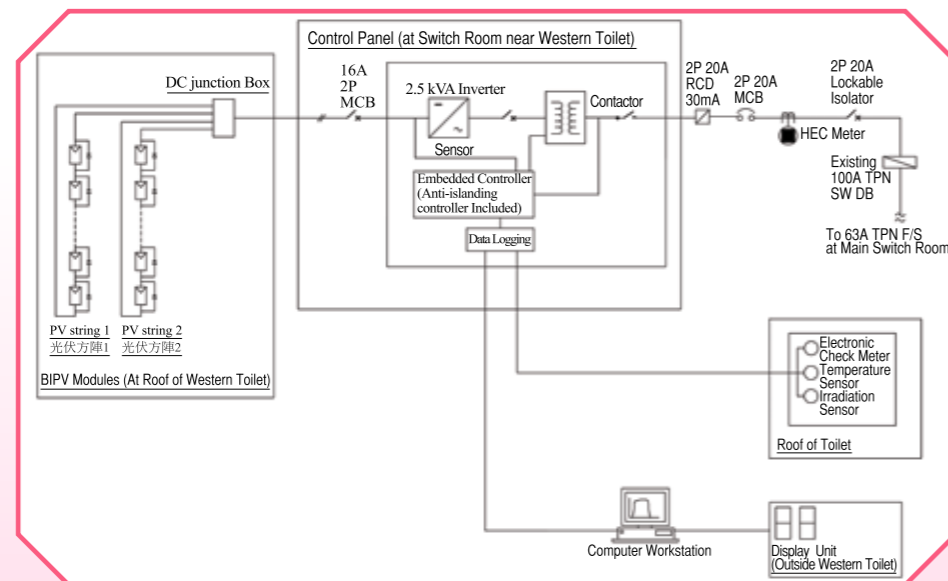 Control Panel (at Switch Room near Western Toilet)
DC junction Box
16A
2P
MCB
2.5 kVA Inverter
Sensor
Contactor
Embedded Controller
(Anti-islanding
controller Included)
Data Logging
2P 20A
RCD
30mA
2P 20A
MCB
2P 20A
Lockable
Isolator
HEC Meter
Existing
100A TPN
SW DB
To 63A TPN F/S
at Main Switch Room
PV string 1
光伏方陣1
PV string 2
光伏方陣2
BIPV Modules (At Roof of Western Toilet)
Electronic
Check Meter
Temperature
Sensor
Irradiation
Sensor
Roof of Toilet
Computer Workstation
Display Unit
(Outside Western Toilet)